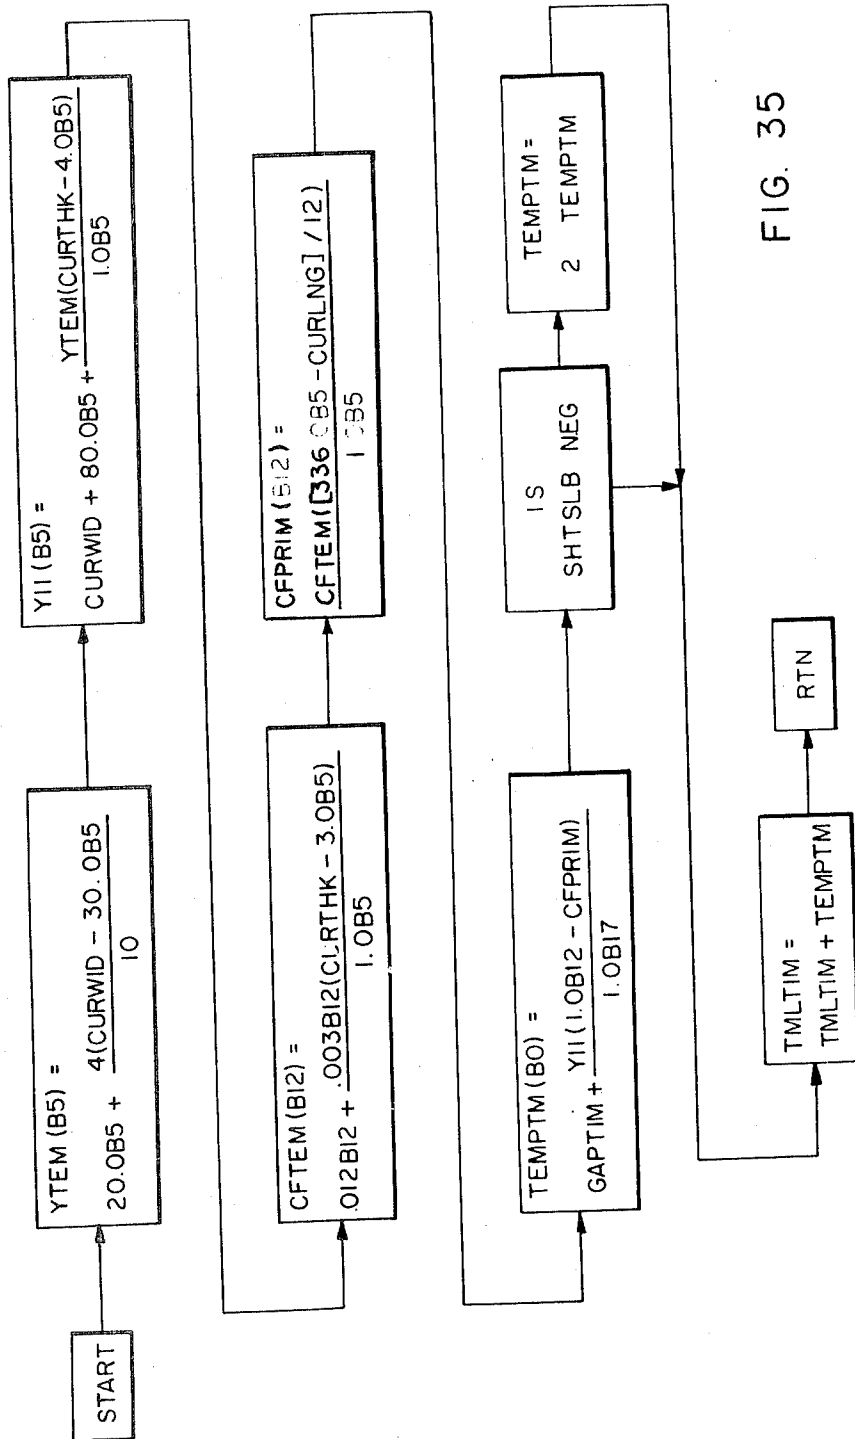 START
YTEM (B5) =
20.0B5 + 4(CURWID - 30.0B5
10
Y11 (B5) =
CURWID + 80.0B5 + YTEM(CURTHK - 4.0B5)
1.0B5
CFTEM (B12) =
.012B12 + .003B12(CURTHK - 3.0B5)
1.0B5
CFPRIM (B12) =
CFTEM([336.0B5 - CURLNG] / 12)
1.0B5
TEMPTM (B0) =
GAPTIM + Y11 (1.0B12 - CFPRIM)
1.0B17
IS
SHTSLB NEG
TEMPTM =
2 TEMPTM
TMLTIM =
TMLTIM + TEMPTM
RTN
FIG. 35